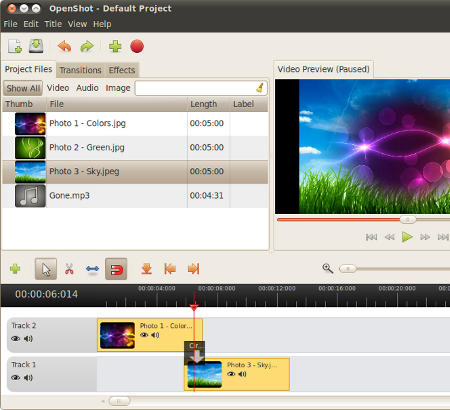 OpenShot - Default Project
File Edit Title View Help
Project Files Transitions Effects
Video Preview (Paused)
Show All Video Audio Image
Thumb File Length Label
Photo 1 - Colors.jpg 00:05:00
Photo 2 - Green.jpg 00:05:00
Photo 3 - Sky.jpeg 00:05:00
Gone.mp3 00:04:31
00:00:06:014
00:00:04:000 00:00:08:000 00:00:12:000 00:00:16:000 00:00:20:000
Track 2
Photo 1 - Color...
Cir...
Track 1
Photo 3 - Sky.j...